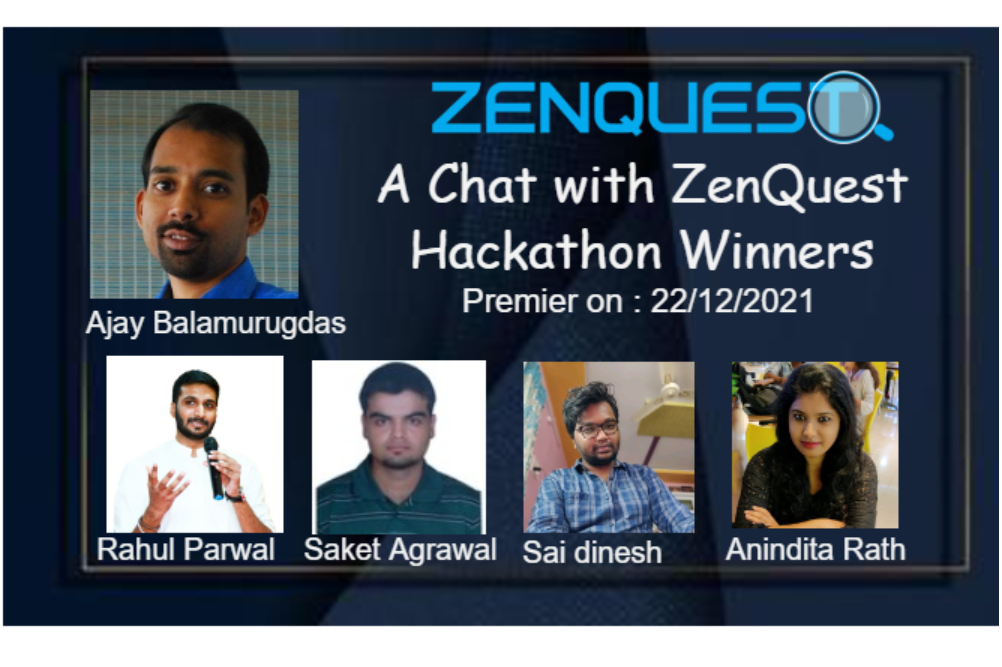 ZENQUEST
A Chat with ZenQuest
Hackathon Winners
Premier on : 22/12/2021
Ajay Balamurugdas
Rahul Parwal
Saket Agrawal
Sai dinesh
Anindita Rath